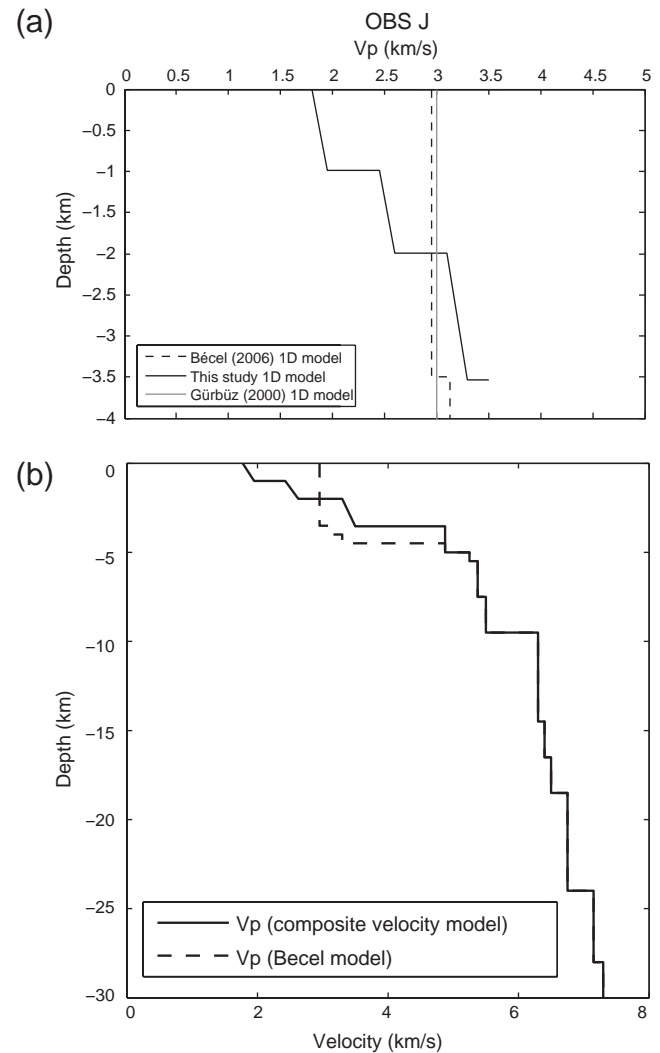 (a)
OBS J
Vp (km/s)
0 0.5 1 1.5 2 2.5 3 3.5 4 4.5 5
0
−0.5
−1
−1.5
−2
−2.5
−3
−3.5
−4
Depth (km)
Bécel (2006) 1D model
This study 1D model
Gürbüz (2000) 1D model
(b)
0
−5
−10
−15
−20
−25
−30
Depth (km)
Vp (composite velocity model)
Vp (Becel model)
0 2 4 6 8
Velocity (km/s)